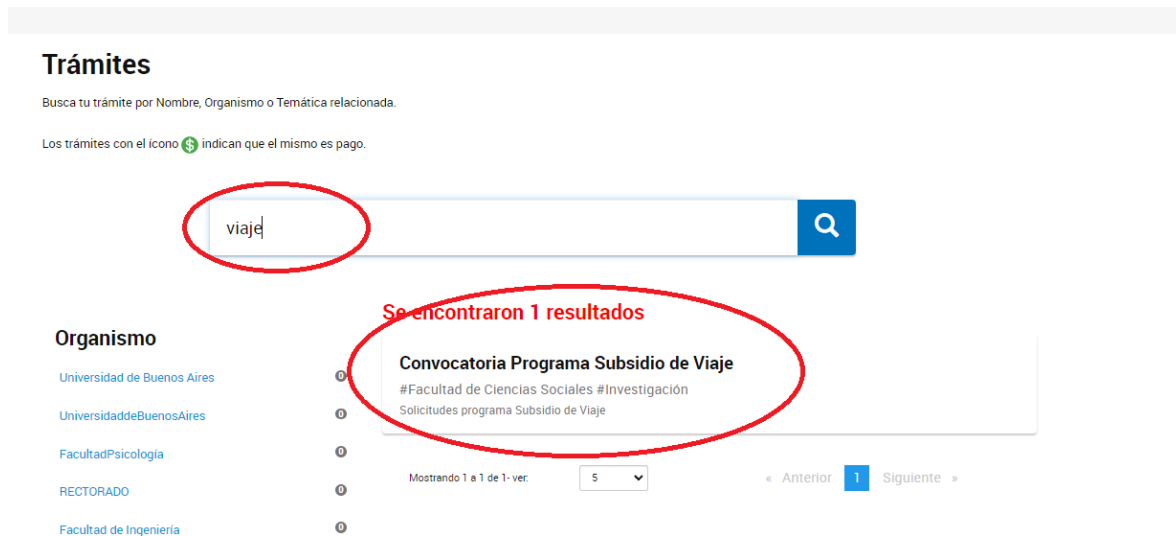 Trámites
Busca tu trámite por Nombre, Organismo o Temática relacionada.
Los trámites con el ícono $ indican que el mismo es pago.
viaje
Se encontraron 1 resultados
Organismo
Convocatoria Programa Subsidio de Viaje
#Facultad de Ciencias Sociales #Investigación
Solicitudes programa Subsidio de Viaje
Universidad de Buenos Aires 0
UniversidaddeBuenosAires 0
FacultadPsicología 0
RECTORADO 0
Facultad de Ingeniería 0
Mostrando 1 a 1 de 1- ver: 5 « Anterior 1 Siguiente »